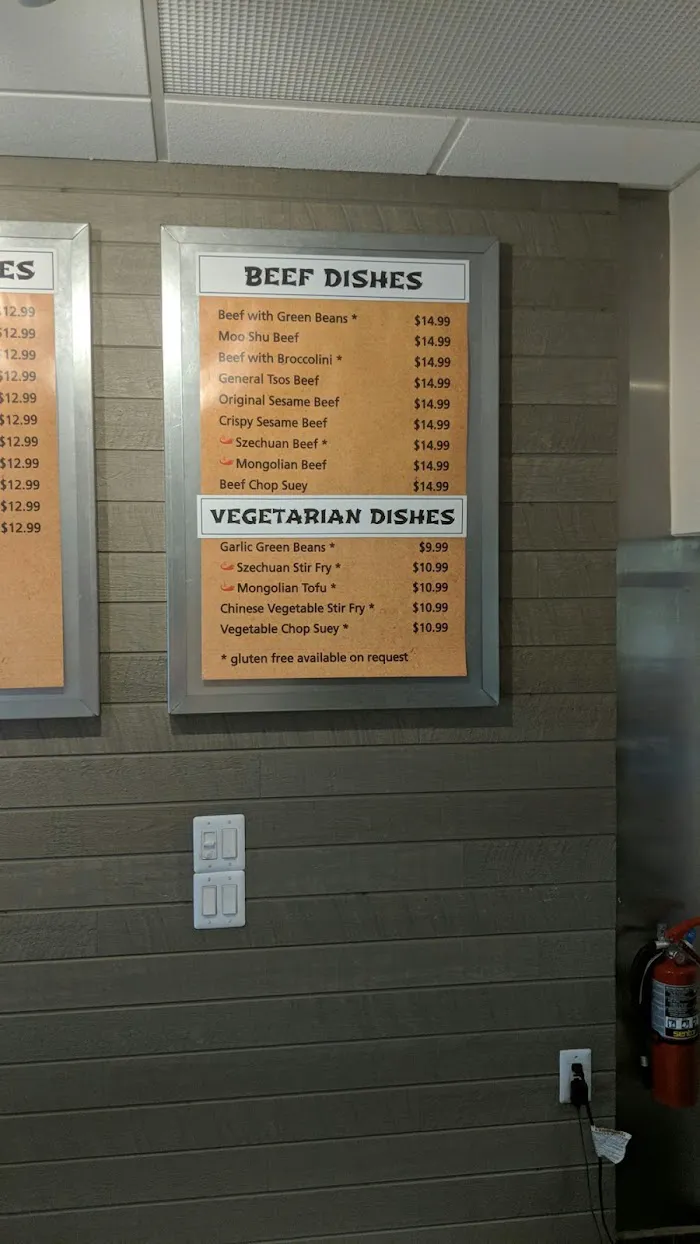 ES
$12.99
$12.99
$12.99
$12.99
$12.99
$12.99
$12.99
$12.99
$12.99
$12.99
$12.99
BEEF DISHES
Beef with Green Beans * $14.99
Moo Shu Beef $14.99
Beef with Broccolini * $14.99
General Tsos Beef $14.99
Original Sesame Beef $14.99
Crispy Sesame Beef $14.99
Szechuan Beef * $14.99
Mongolian Beef $14.99
Beef Chop Suey $14.99
VEGETARIAN DISHES
Garlic Green Beans * $9.99
Szechuan Stir Fry * $10.99
Mongolian Tofu * $10.99
Chinese Vegetable Stir Fry * $10.99
Vegetable Chop Suey * $10.99
* gluten free available on request